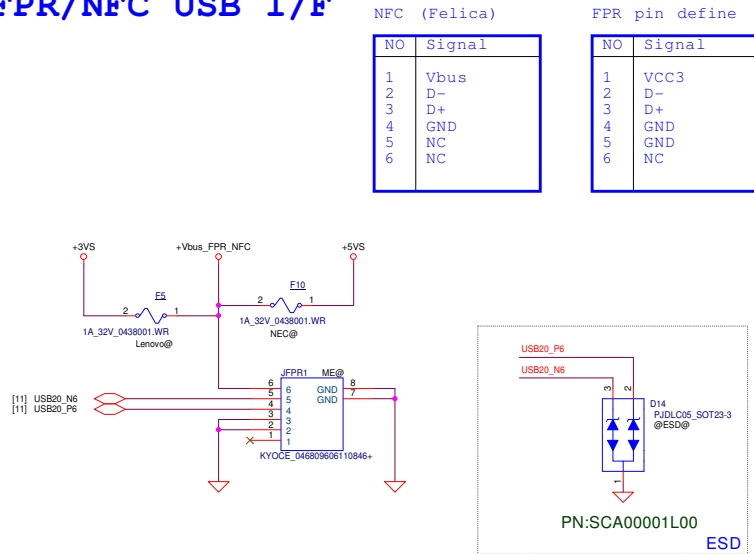 FPR/NFC USB I/F
NFC (Felica)
NO Signal
1 Vbus
2 D-
3 D+
4 GND
5 NC
6 NC
FPR pin define
NO Signal
1 VCC3
2 D-
3 D+
4 GND
5 GND
6 NC
+3VS
+Vbus_FPR_NFC
+5VS
F5
2 1
1A_32V_0438001.WR
Lenovo@
F10
2 1
1A_32V_0438001.WR
NEC@
JFPR1 ME@
[11] USB20_N6
[11] USB20_P6
6 6 GND 8
5 5 GND 7
4 4
3 3
2 2
1 1
KYOCE_046809606110846+
USB20_P6
USB20_N6
3 2
D14
PJDLC05_SOT23-3
@ESD@
1
PN:SCA00001L00
ESD